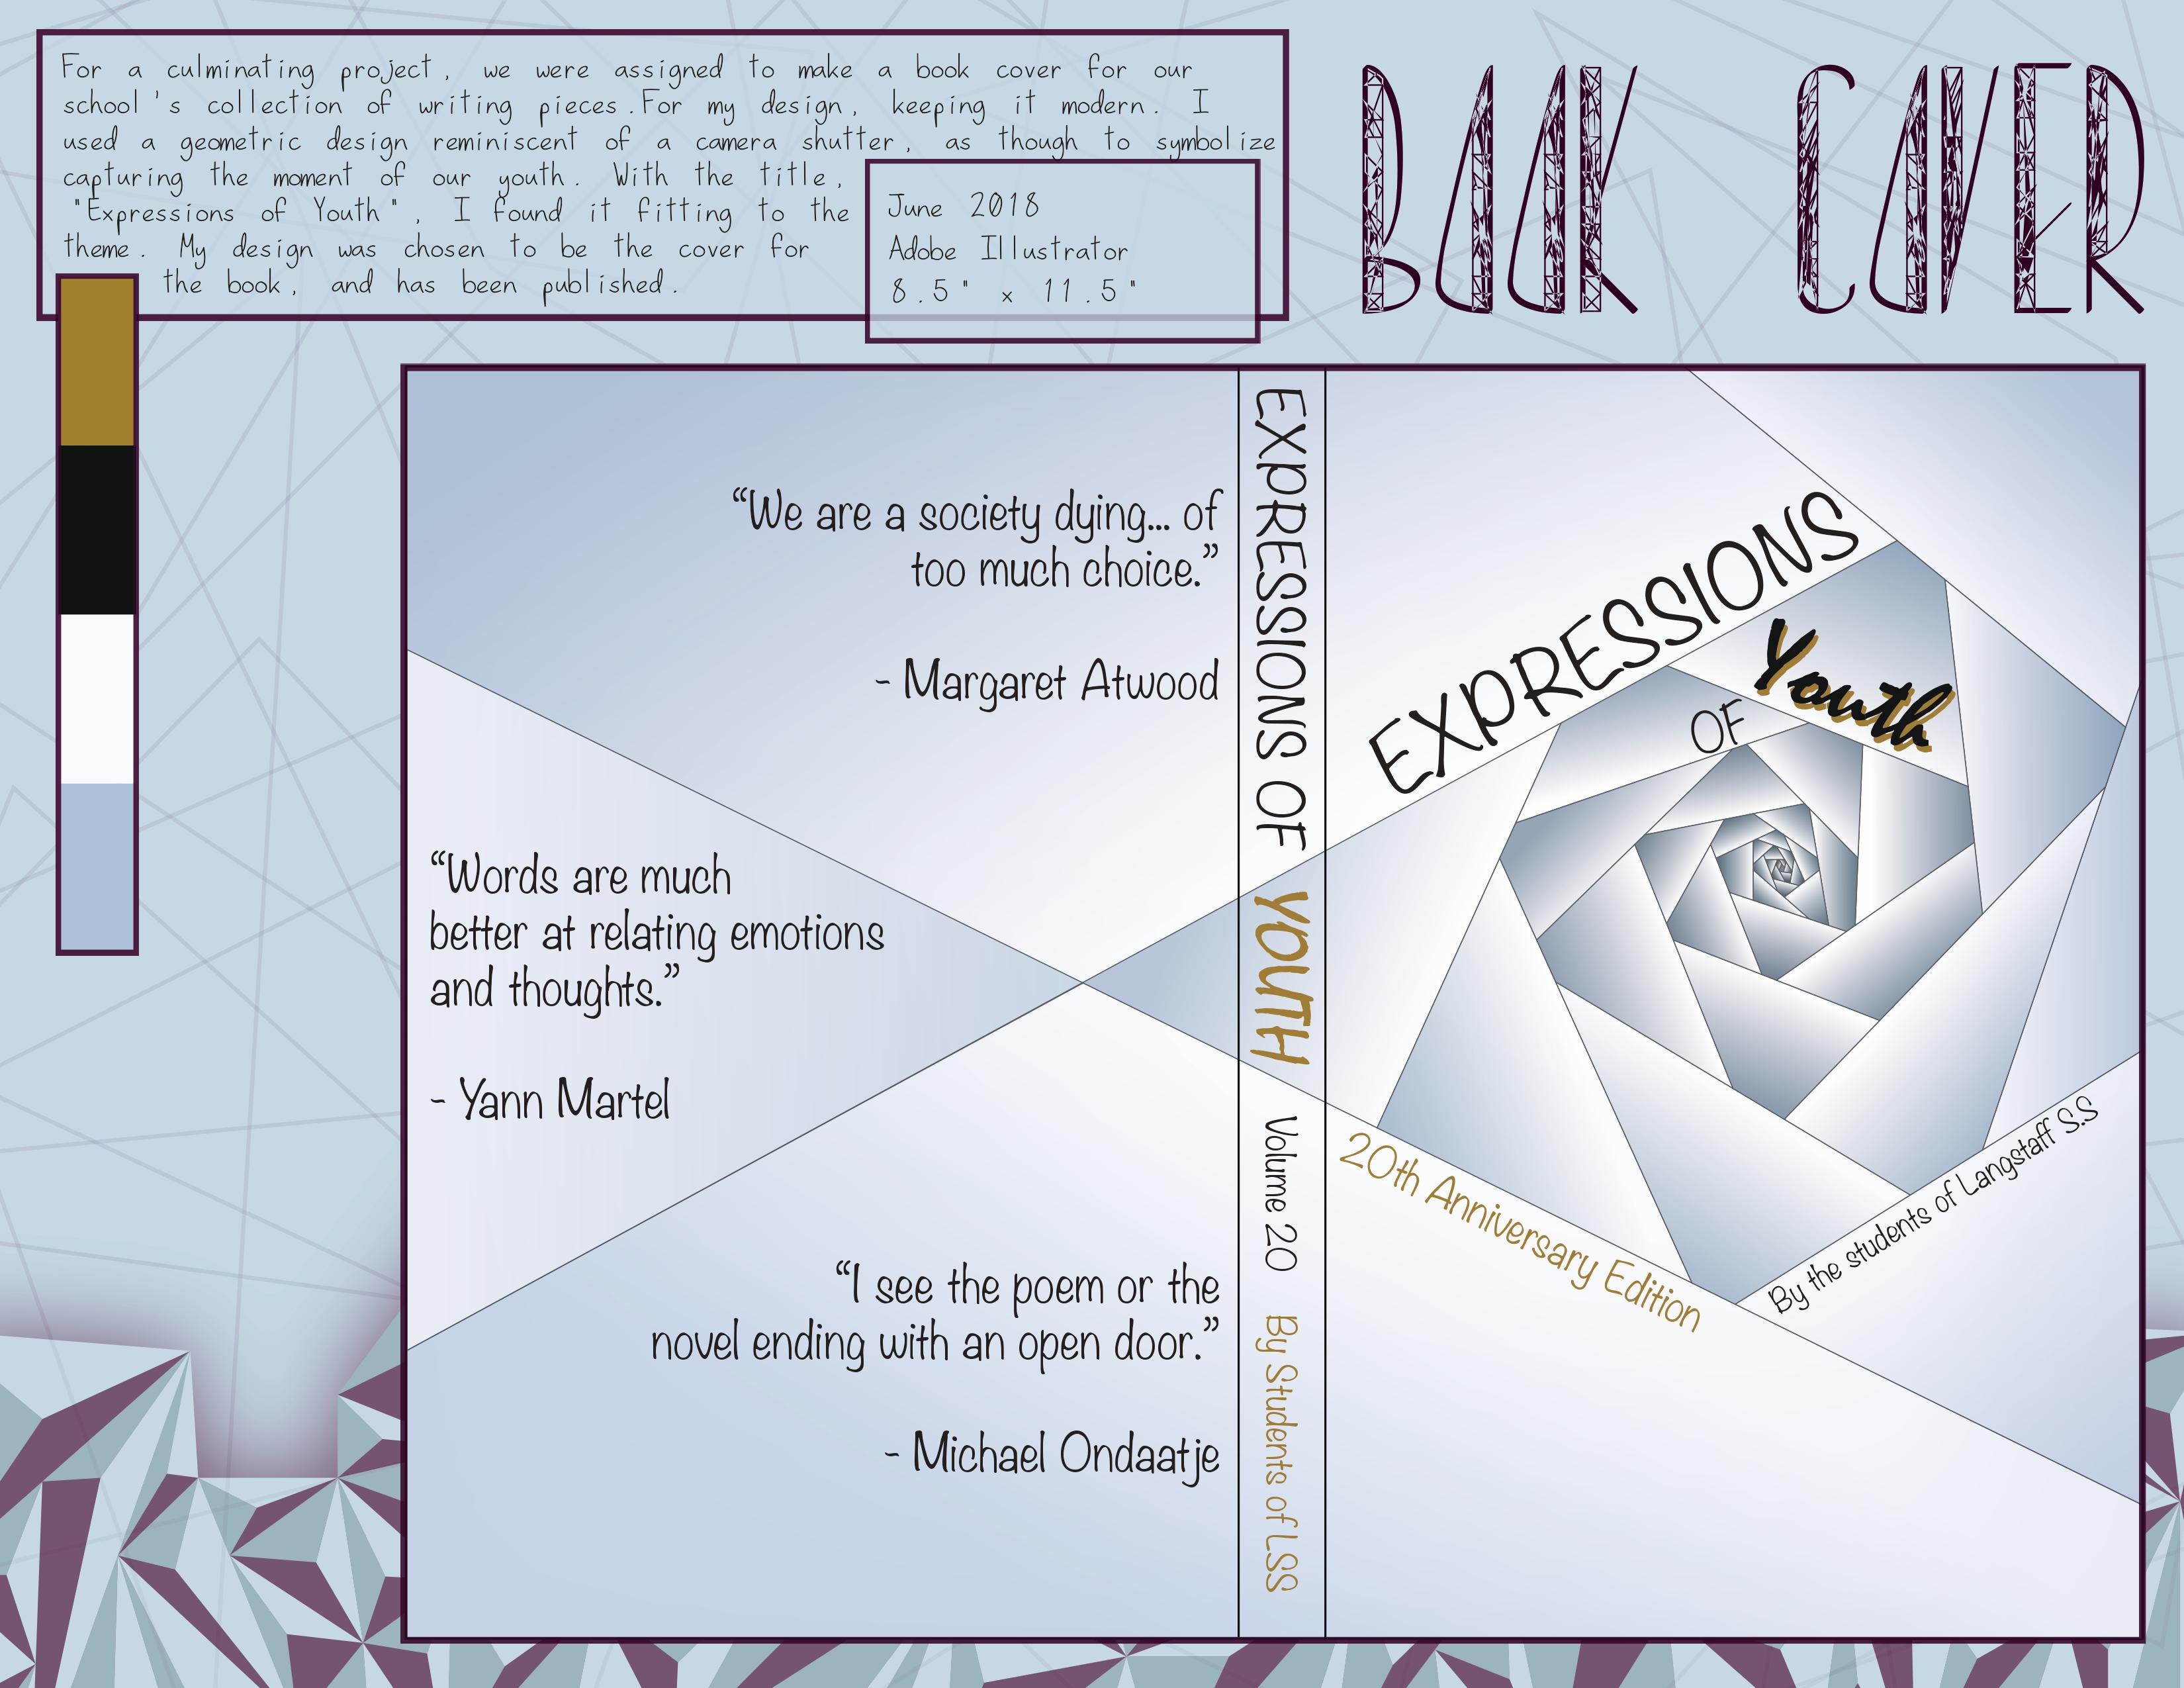 For a culminating project, we were assigned to make a book cover for our
school's collection of writing pieces.For my design, keeping it modern. I
used a geometric design reminiscent of a camera shutter, as though to symbolize
capturing the moment of our youth. With the title,
"Expressions of Youth", I found it fitting to the
theme. My design was chosen to be the cover for
the book, and has been published.
June 2018
Adobe Illustrator
8.5" x 11.5"
BOOK COVER
“We are a society dying... of
too much choice.”
- Margaret Atwood
“Words are much
better at relating emotions
and thoughts.”
- Yann Martel
“I see the poem or the
novel ending with an open door.”
- Michael Ondaatje
EXPRESSIONS OF YOUTH Volume 20 By Students of LSS
EXPRESSIONS
OF Youth
20th Anniversary Edition
By the students of Langstaff S.S